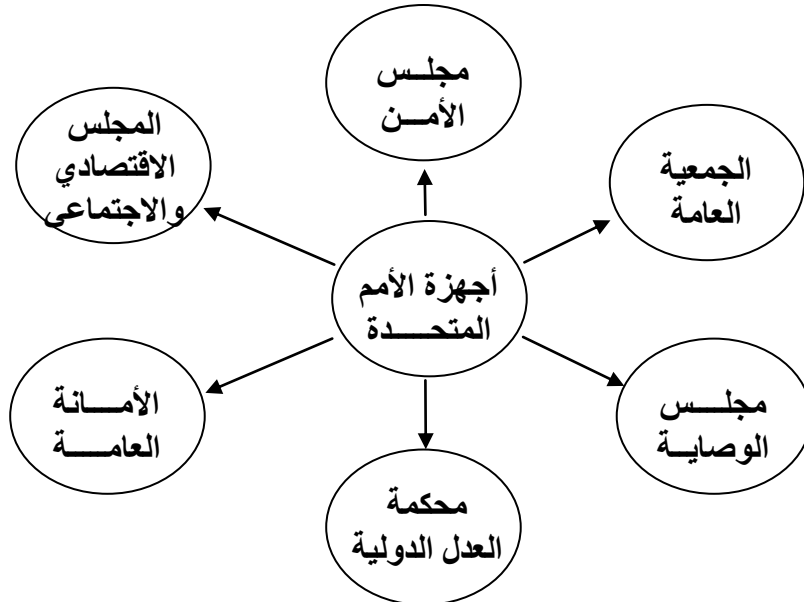 مجلس
الأمن
المجلس
الاقتصادي
والاجتماعي
الجمعية
العامة
أجهزة الأمم
المتحدة
الأمانة
العامة
مجلس
الوصاية
محكمة
العدل الدولية